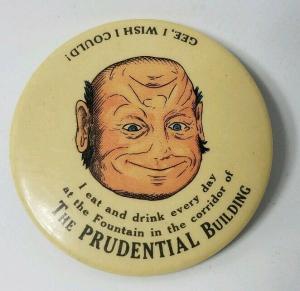 GEE, I WISH I COULD!
I eat and drink every day
at the Fountain in the corridor of
THE PRUDENTIAL BUILDING